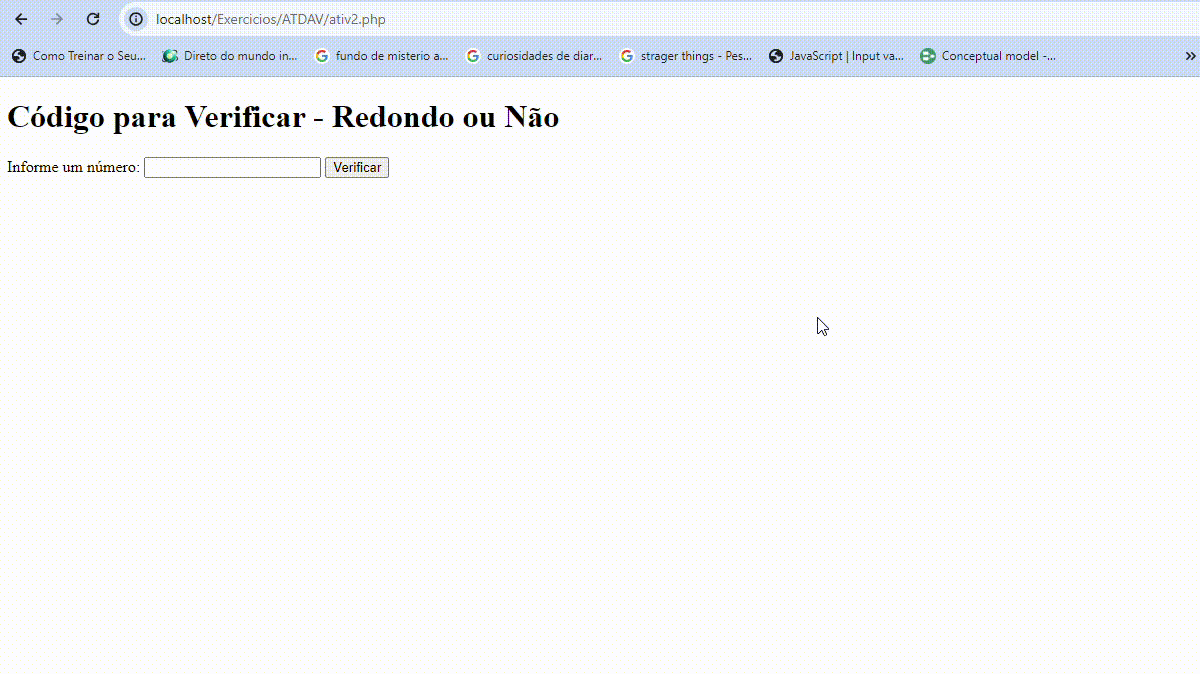 localhost/Exercicios/ATDAV/ativ2.php
Como Treinar o Seu... Direto do mundo in... fundo de misterio a... curiosidades de diar... strager things - Pes... JavaScript | Input va... Conceptual model -...
Código para Verificar - Redondo ou Não
Informe um número: Verificar